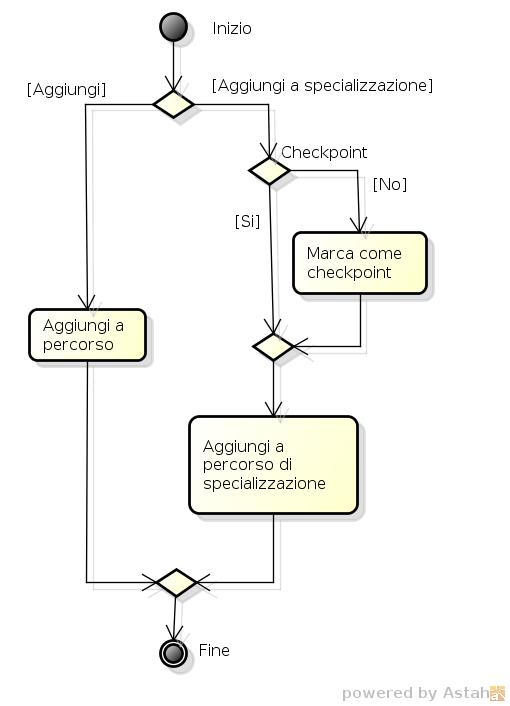 Inizio
[Aggiungi]
[Aggiungi a specializzazione]
Checkpoint
[No]
[Si]
Marca come
checkpoint
Aggiungi a
percorso
Aggiungi a
percorso di
specializzazione
Fine
powered by Astah